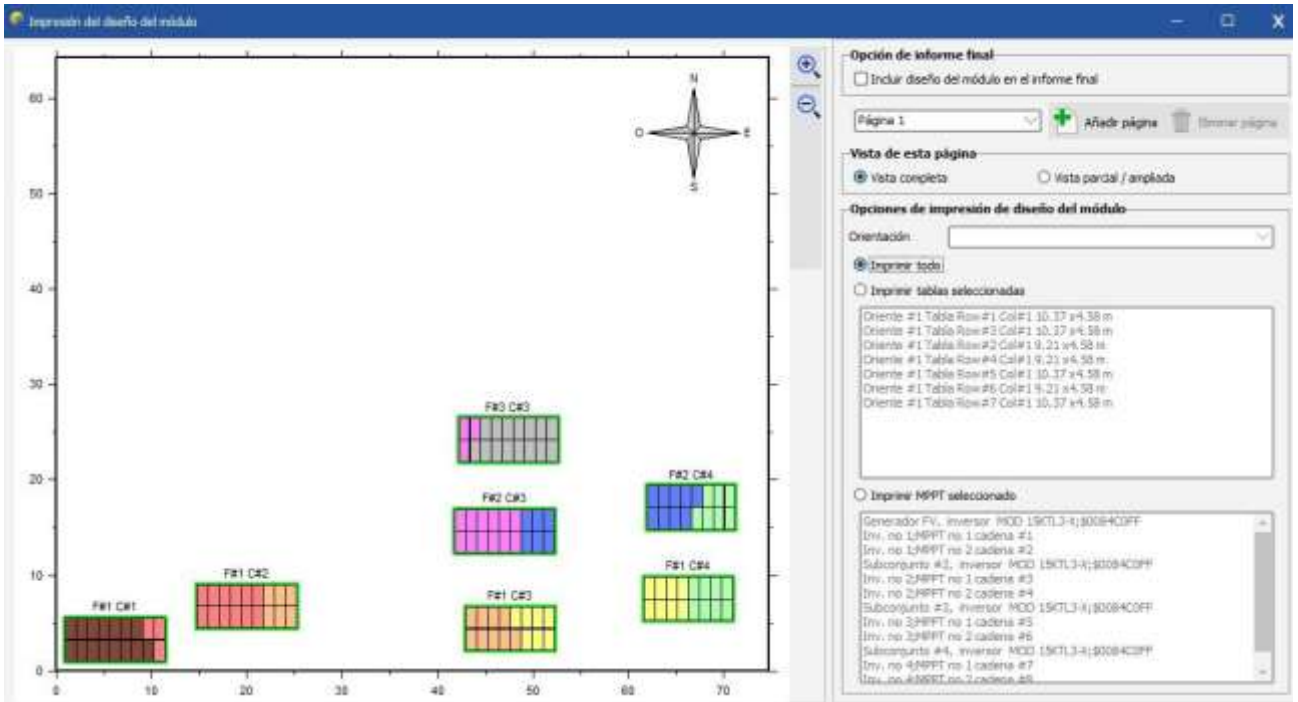 Impresión del diseño del módulo
60
50
40
30
20
10
0
0 10 20 30 40 50 60 70
N
O E
S
F#3 C#3
F#2 C#4
F#2 C#3
F#1 C#4
F#1 C#2
F#1 C#3
F#1 C#1
Opción de informe final
Incluir diseño del módulo en el informe final
Página 1 Añadir página Eliminar página
Vista de esta página
Vista completa Vista parcial / ampliada
Opciones de impresión de diseño del módulo
Orientación
Imprimir todo
Imprimir tablas seleccionadas
Oriente #1 Tabla Row#1 Col#1 10.37 x4.58 m
Oriente #1 Tabla Row#3 Col#1 10.37 x4.58 m
Oriente #1 Tabla Row#2 Col#1 9.21 x4.58 m
Oriente #1 Tabla Row#4 Col#1 9.21 x4.58 m
Oriente #1 Tabla Row#5 Col#1 10.37 x4.58 m
Oriente #1 Tabla Row#6 Col#1 9.21 x4.58 m
Oriente #1 Tabla Row#7 Col#1 10.37 x4.58 m
Imprimir MPPT seleccionado
Generador FV, inversor MOD 15KTL3-X;$0084C0FF
Inv. no 1;MPPT no 1 cadena #1
Inv. no 1;MPPT no 2 cadena #2
Subconjunto #2, inversor MOD 15KTL3-X;$0084C0FF
Inv. no 2;MPPT no 1 cadena #3
Inv. no 2;MPPT no 2 cadena #4
Subconjunto #3, inversor MOD 15KTL3-X;$0084C0FF
Inv. no 3;MPPT no 1 cadena #5
Inv. no 3;MPPT no 2 cadena #6
Subconjunto #4, inversor MOD 15KTL3-X;$0084C0FF
Inv. no 4;MPPT no 1 cadena #7
Inv. no 4;MPPT no 2 cadena #8